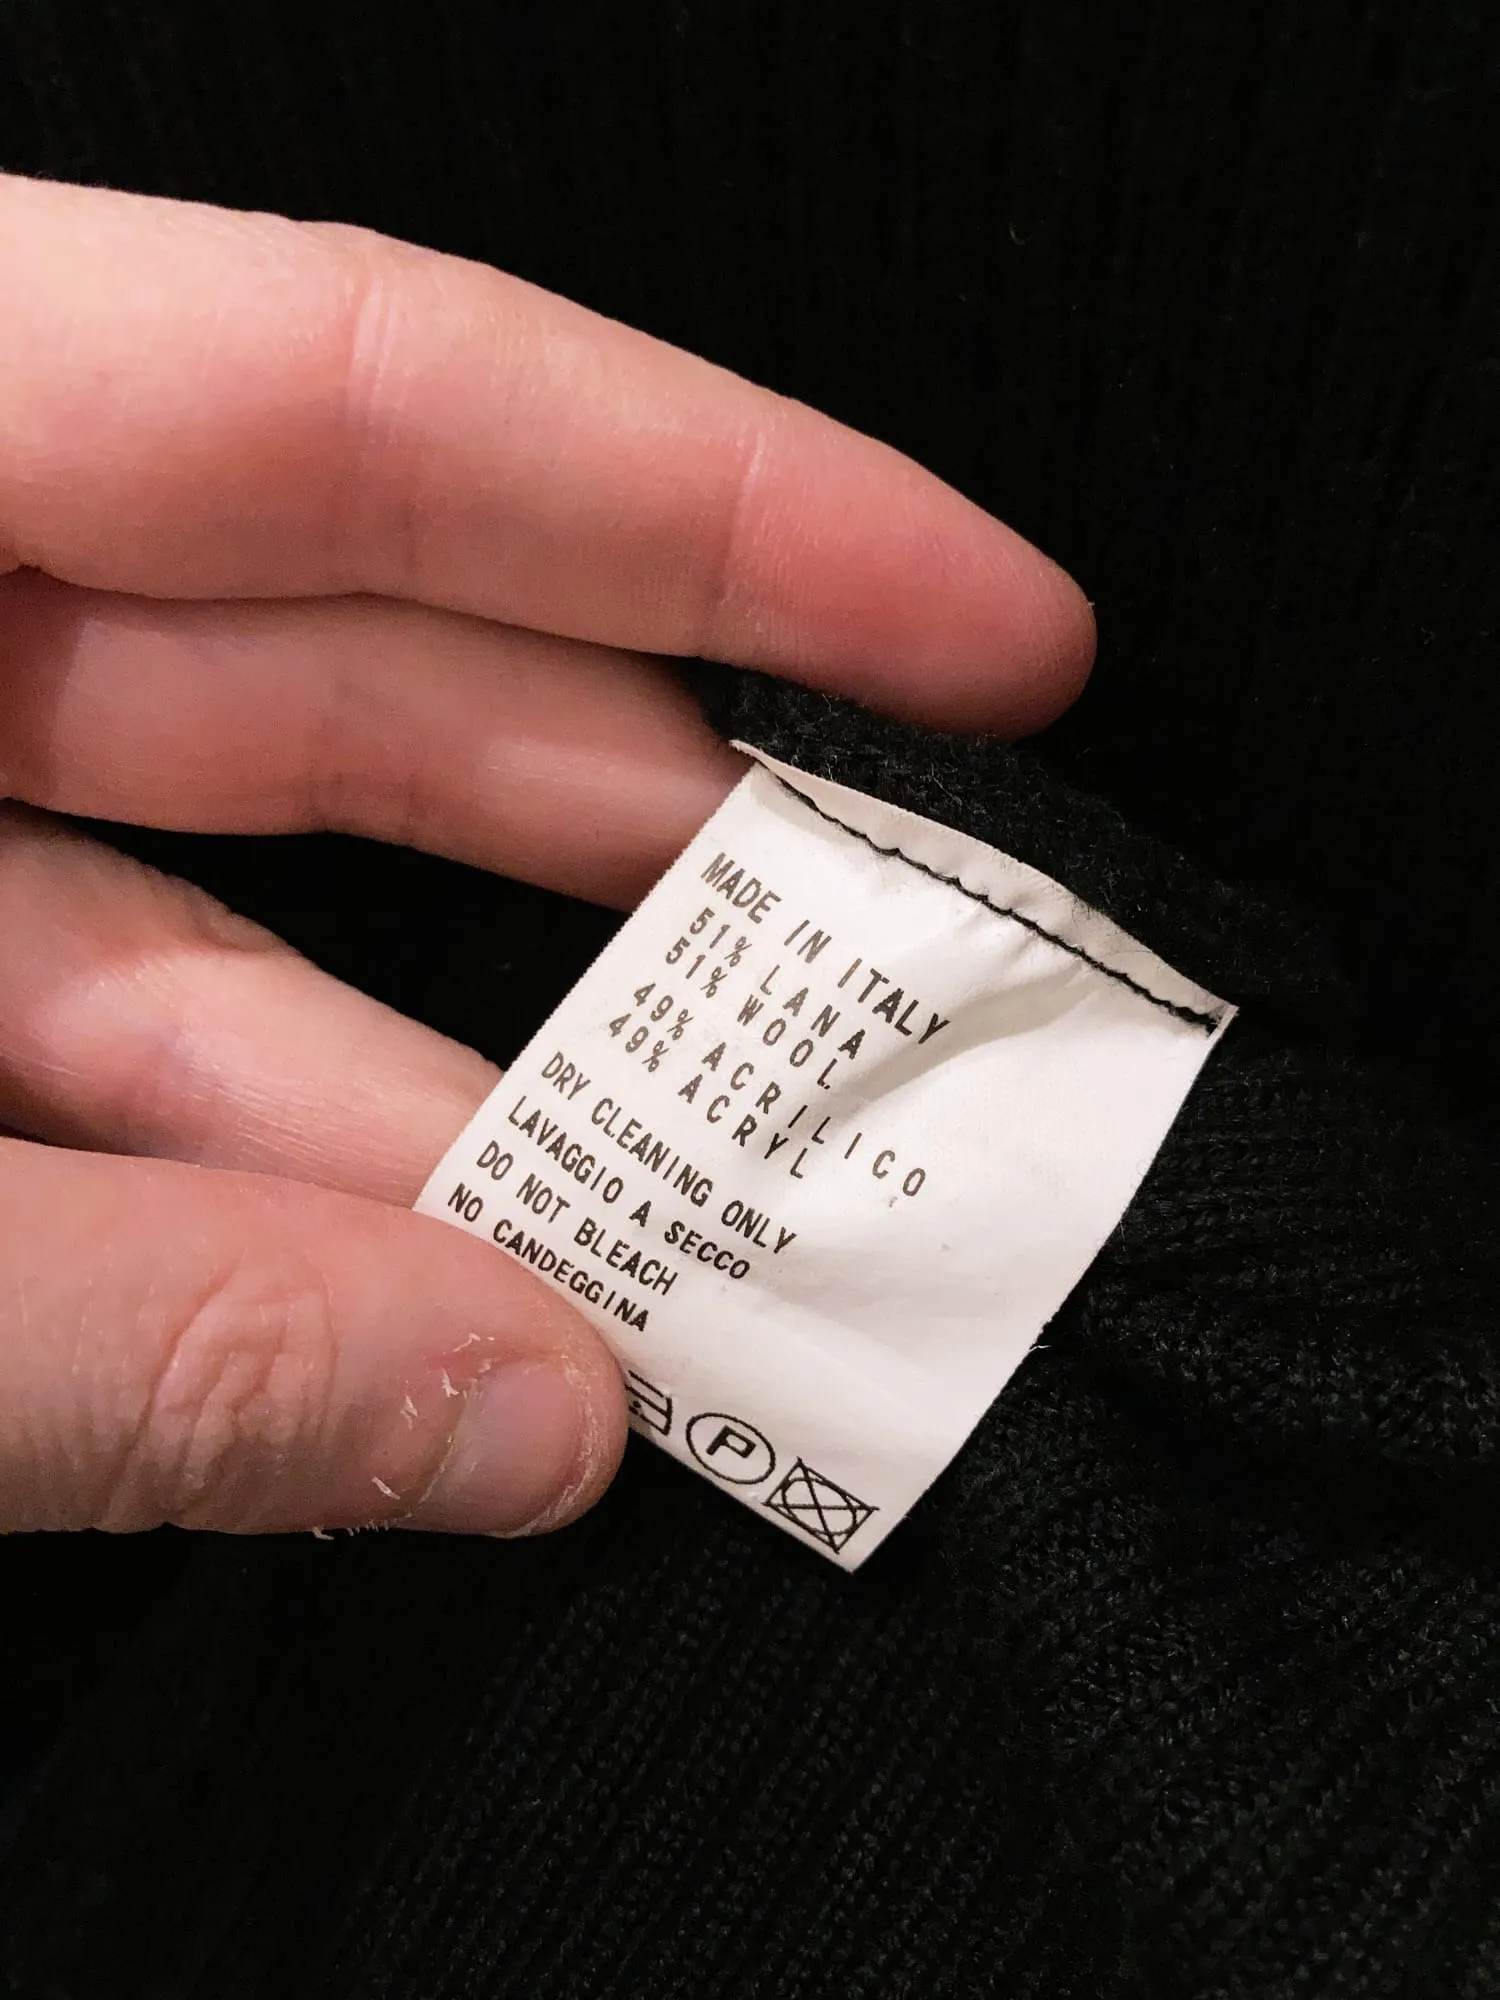 MADE IN ITALY
51% LANA
51% WOOL
49% ACRILICO
49% ACRYL
DRY CLEANING ONLY
LAVAGGIO A SECCO
DO NOT BLEACH
NO CANDEGGINA
P